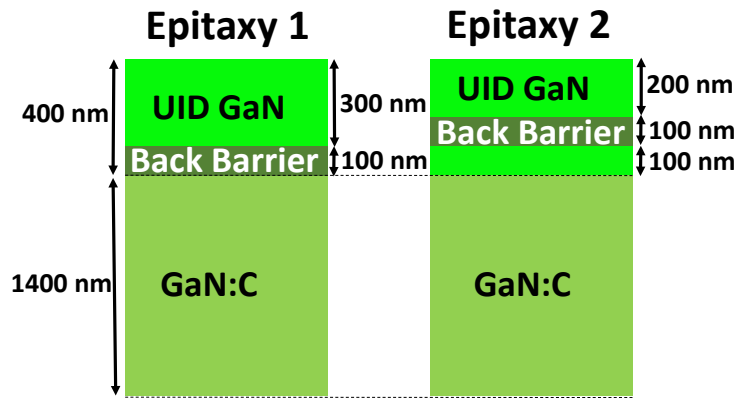 Epitaxy 1
Epitaxy 2
400 nm
UID GaN
300 nm
UID GaN
200 nm
Back Barrier
100 nm
Back Barrier
100 nm
100 nm
1400 nm
GaN:C
GaN:C